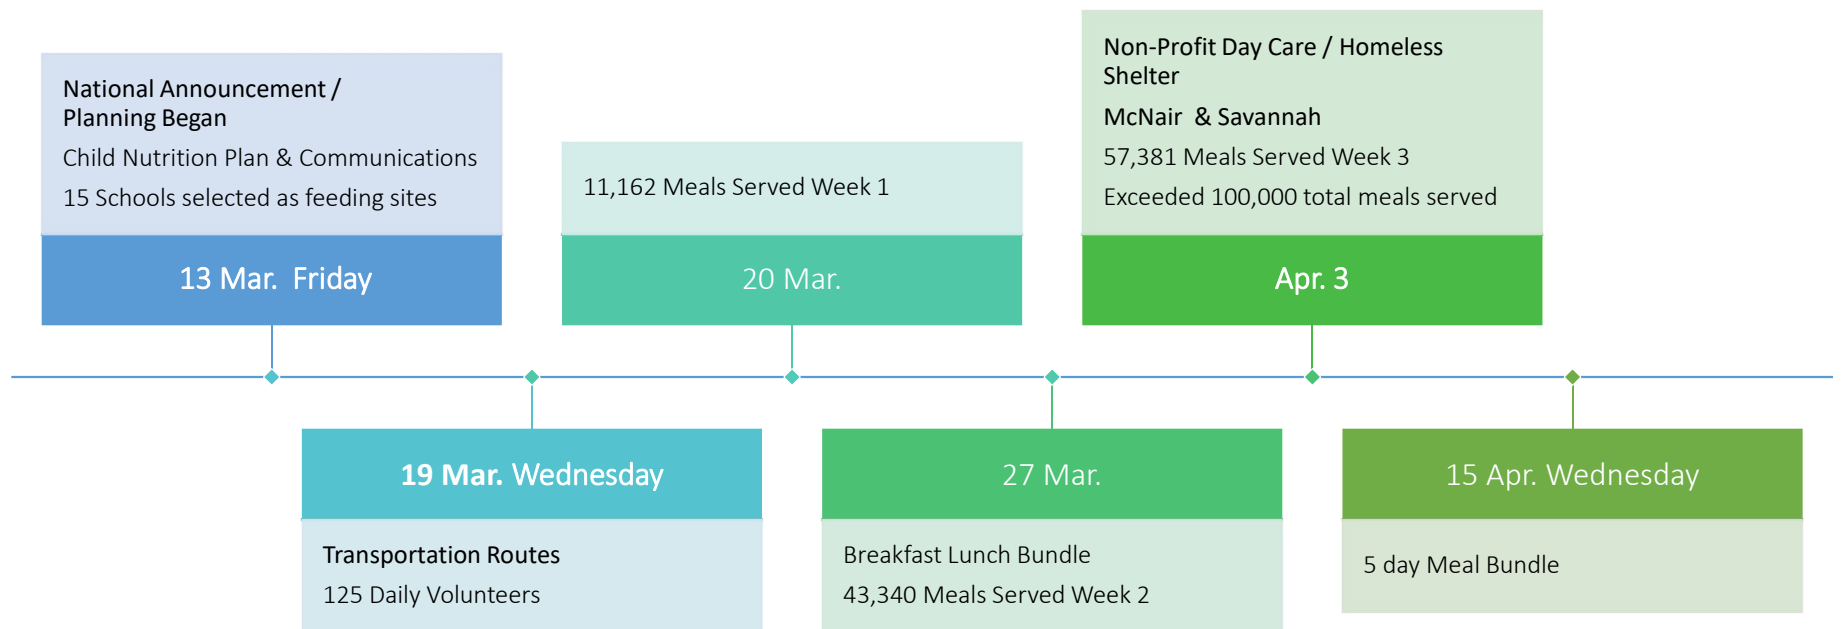 National Announcement /
Planning Began
Child Nutrition Plan & Communications
15 Schools selected as feeding sites
13 Mar. Friday
19 Mar. Wednesday
Transportation Routes
125 Daily Volunteers
11,162 Meals Served Week 1
20 Mar.
27 Mar.
Breakfast Lunch Bundle
43,340 Meals Served Week 2
Non-Profit Day Care / Homeless
Shelter
McNair & Savannah
57,381 Meals Served Week 3
Exceeded 100,000 total meals served
Apr. 3
15 Apr. Wednesday
5 day Meal Bundle